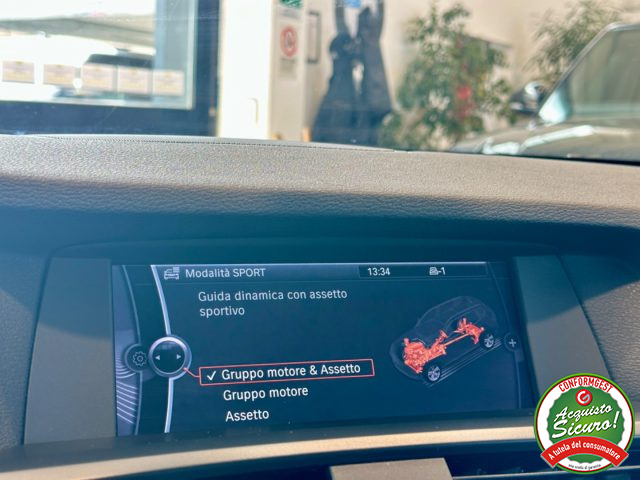 Modalità SPORT 13:34 -1
Guida dinamica con assetto
sportivo
✓ Gruppo motore & Assetto
Gruppo motore
Assetto
+
CONFORMGEST
Acquisto
Sicuro!
A tutela del consumatore